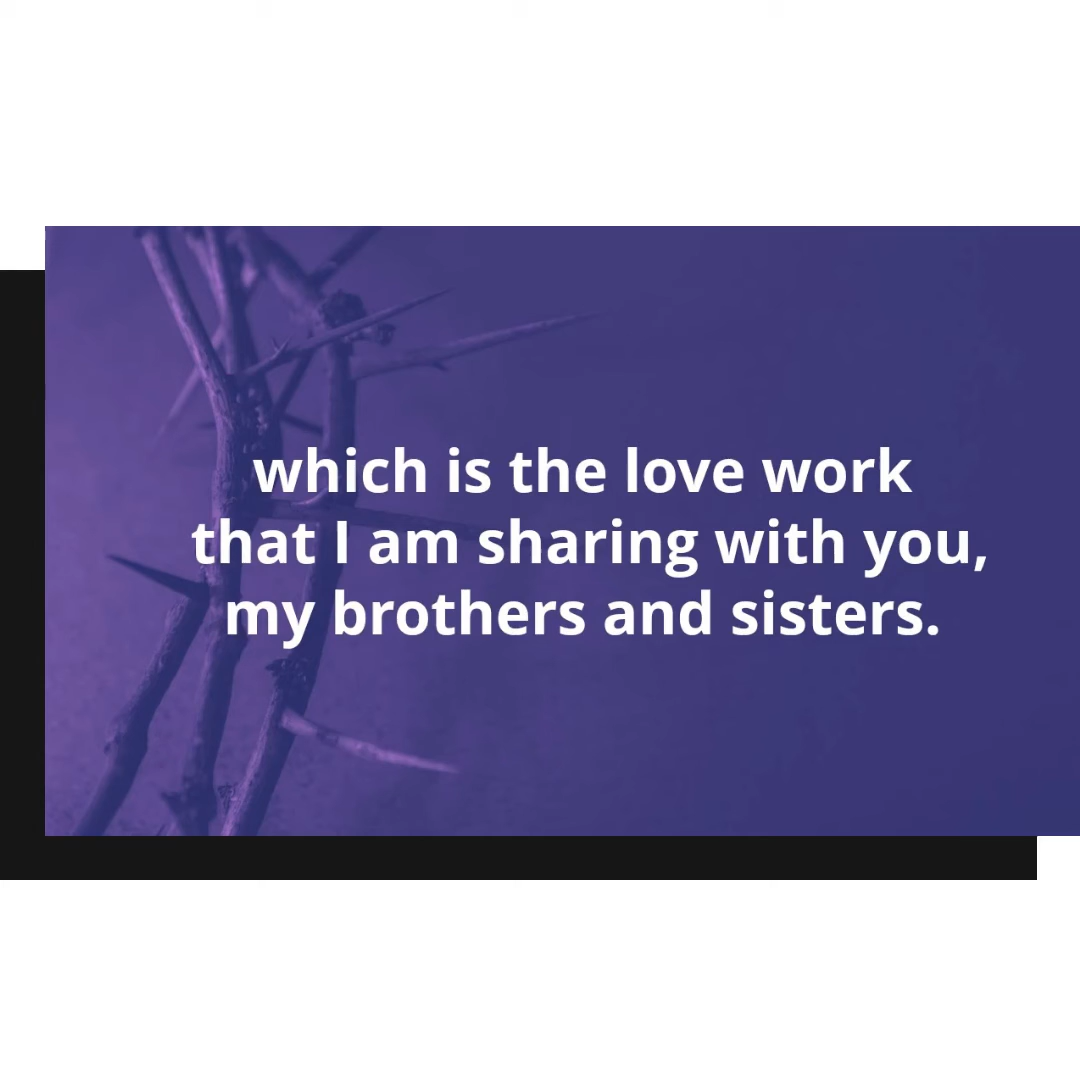 which is the love work
that I am sharing with you,
my brothers and sisters.